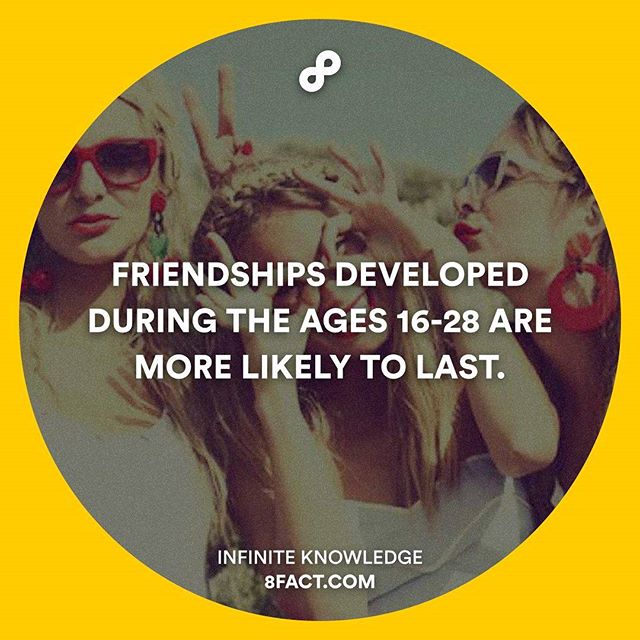 FRIENDSHIPS DEVELOPED
DURING THE AGES 16-28 ARE
MORE LIKELY TO LAST.
INFINITE KNOWLEDGE
8FACT.COM